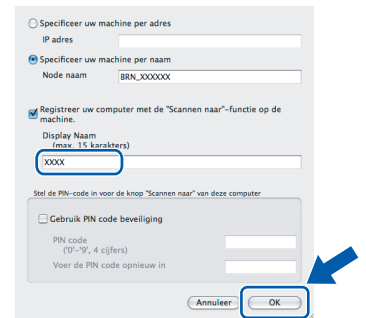 Specificeer uw machine per adres
IP adres
Specificeer uw machine per naam
Node naam
BRN_XXXXXX
Registreer uw computer met de "Scannen naar"-functie op de
machine.
Display Naam
(max. 15 karakters)
XXXX
Stel de PIN-code in voor de knop "Scannen naar" van deze computer
Gebruik PIN code beveiliging
PIN code
('0'-'9', 4 cijfers)
Voer de PIN code opnieuw in
Annuleer
OK